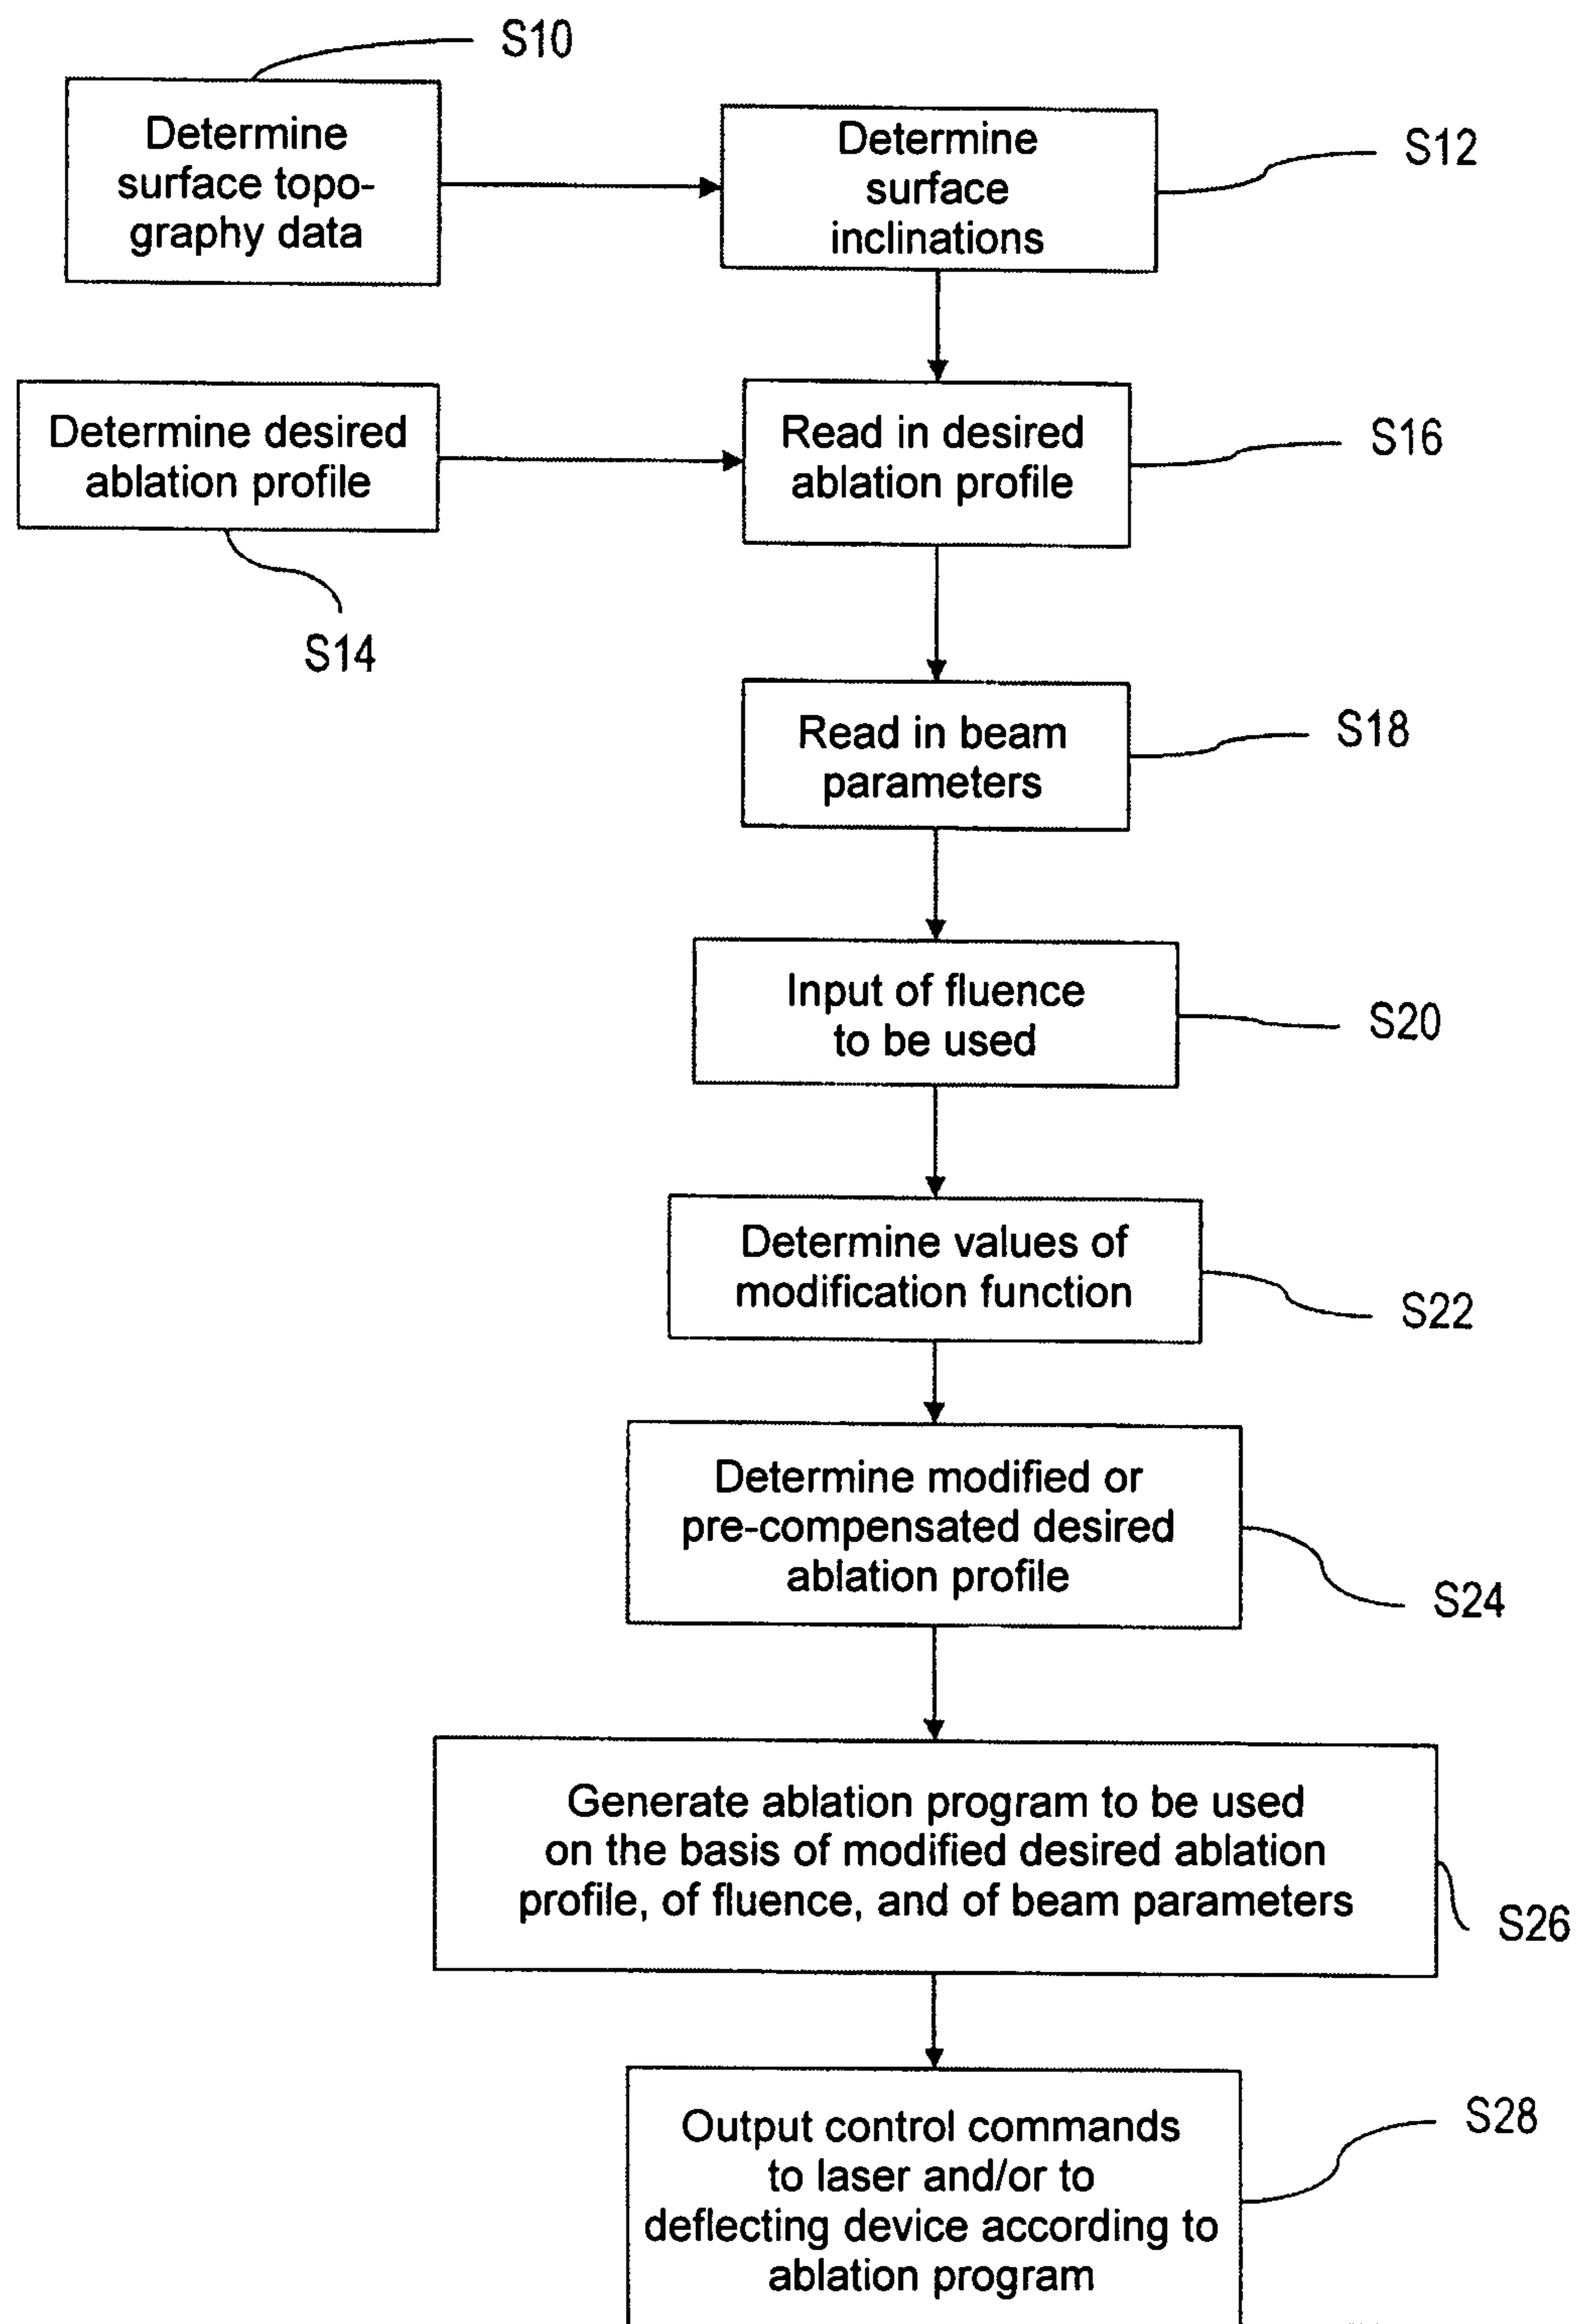 S10
Determine
surface topo-
graphy data
Determine
surface
inclinations
S12
Determine desired
ablation profile
S14
Read in desired
ablation profile
S16
Read in beam
parameters
S18
Input of fluence
to be used
S20
Determine values of
modification function
S22
Determine modified or
pre-compensated desired
ablation profile
S24
Generate ablation program to be used
on the basis of modified desired ablation
profile, of fluence, and of beam parameters
S26
Output control commands
to laser and/or to
deflecting device according to
ablation program
S28